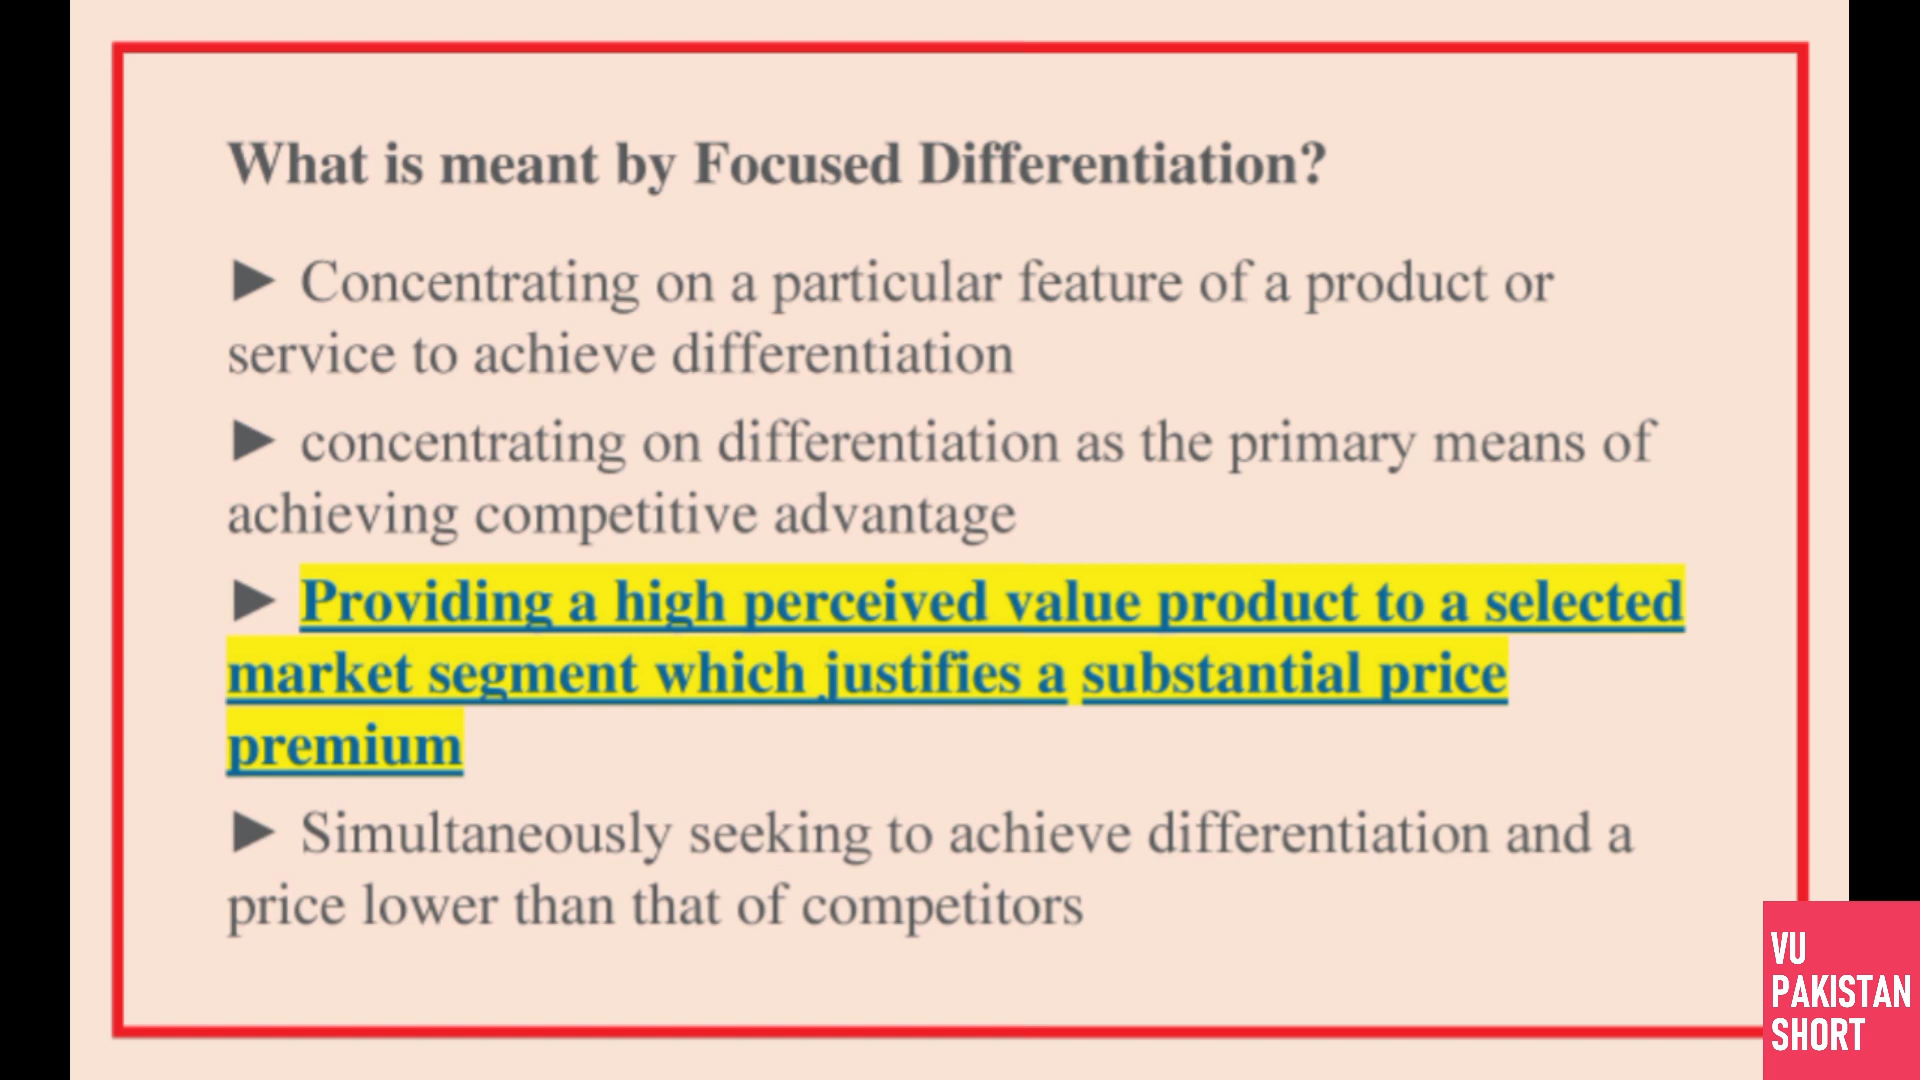 What is meant by Focused Differentiation?
► Concentrating on a particular feature of a product or
service to achieve differentiation
► concentrating on differentiation as the primary means of
achieving competitive advantage
► Providing a high perceived value product to a selected
market segment which justifies a substantial price
premium
► Simultaneously seeking to achieve differentiation and a
price lower than that of competitors
VU
PAKISTAN
SHORT